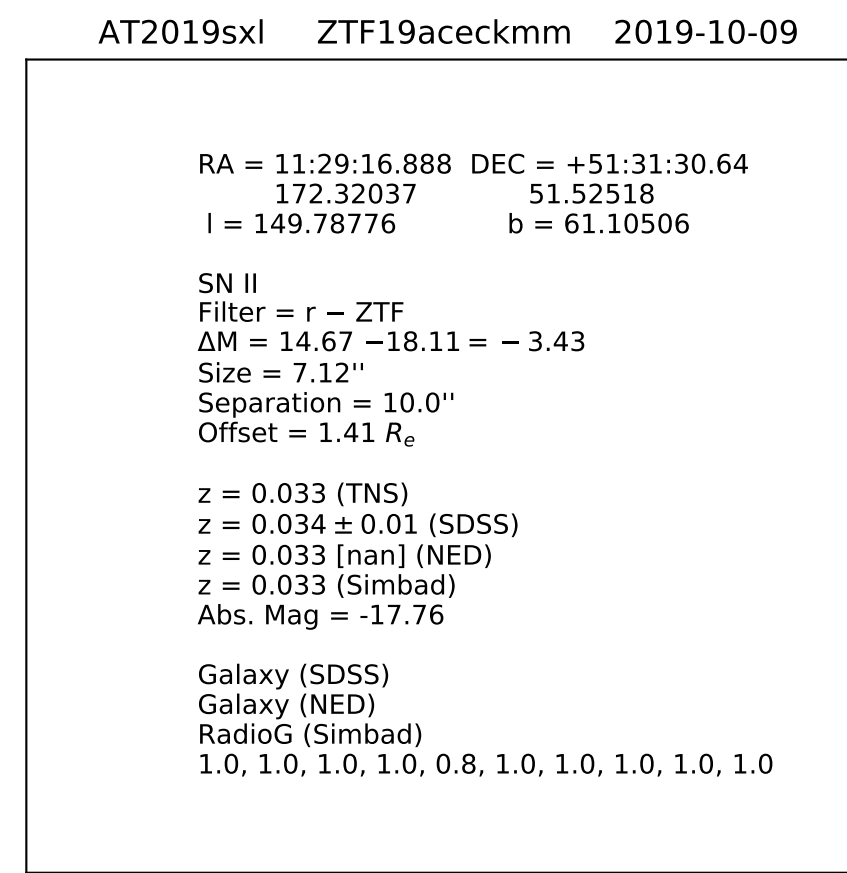 AT2019sxl ZTF19aceckmm 2019-10-09
RA = 11:29:16.888 DEC = +51:31:30.64
172.32037 51.52518
l = 149.78776 b = 61.10506
SN II
Filter = r − ZTF
ΔM = 14.67 −18.11 = − 3.43
Size = 7.12''
Separation = 10.0''
Offset = 1.41 Re
z = 0.033 (TNS)
z = 0.034 ± 0.01 (SDSS)
z = 0.033 [nan] (NED)
z = 0.033 (Simbad)
Abs. Mag = -17.76
Galaxy (SDSS)
Galaxy (NED)
RadioG (Simbad)
1.0, 1.0, 1.0, 1.0, 0.8, 1.0, 1.0, 1.0, 1.0, 1.0